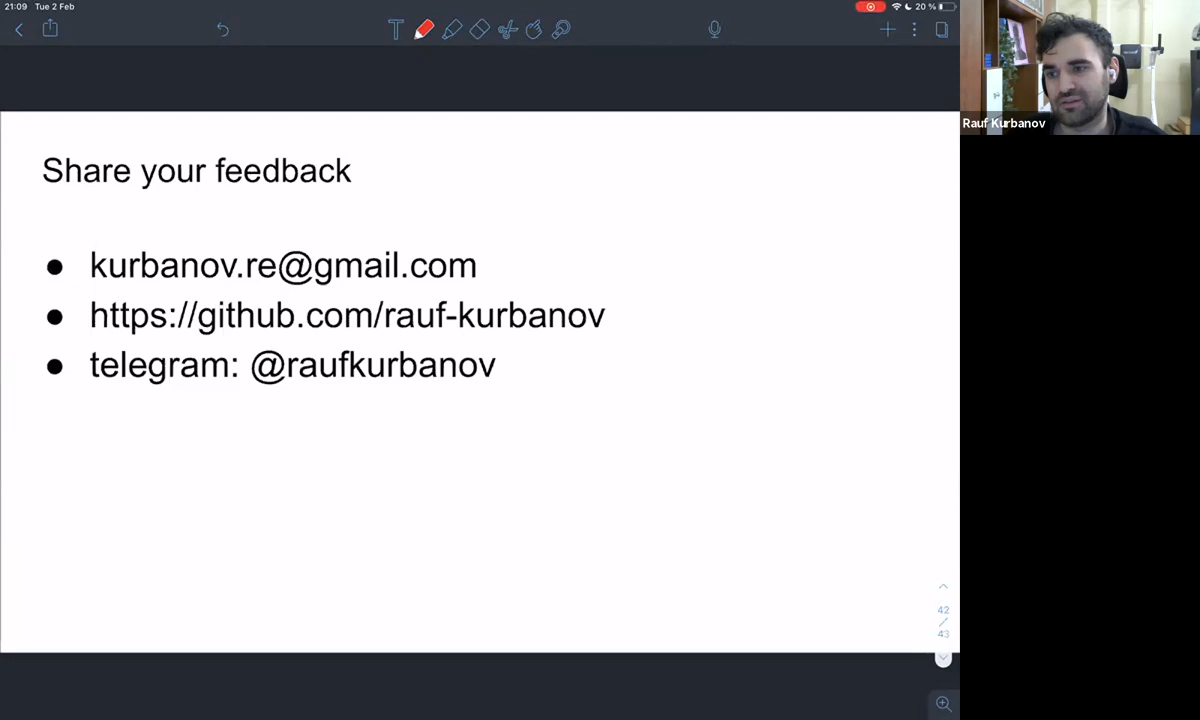 21:09 Tue 2 Feb
20 %
Rauf Kurbanov
Share your feedback
● kurbanov.re@gmail.com
● https://github.com/rauf-kurbanov
● telegram: @raufkurbanov
42
/
43